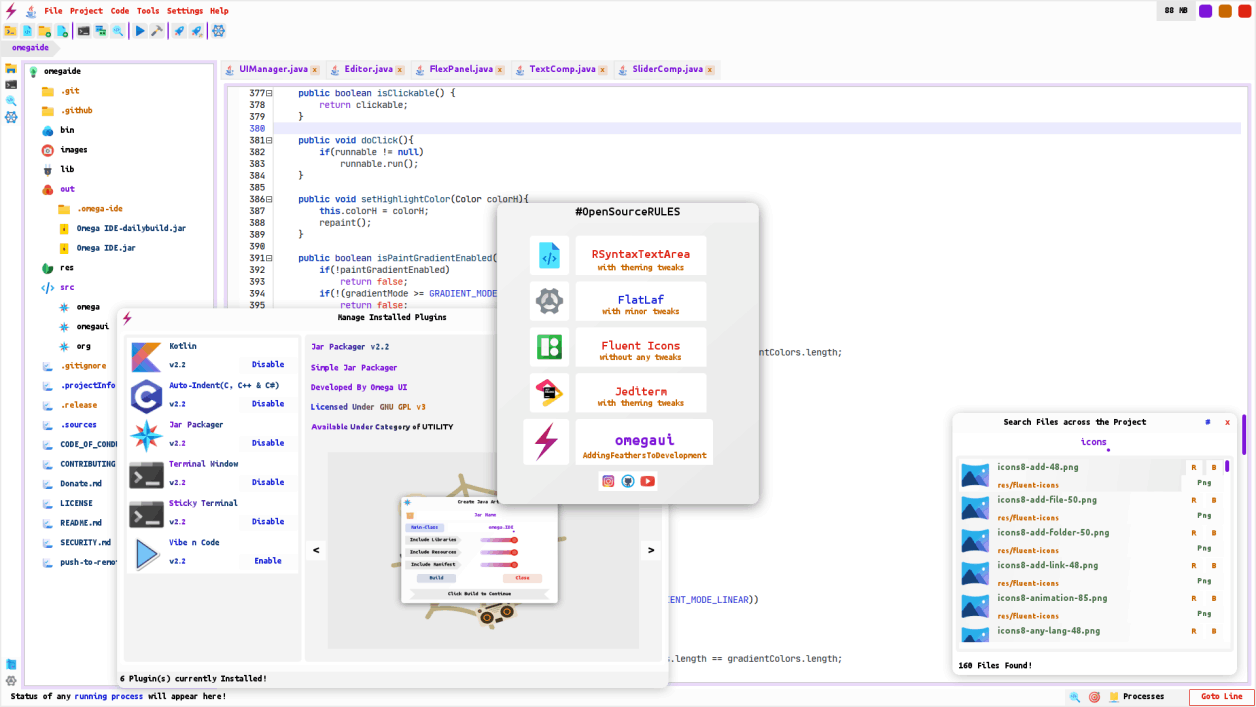 File Project Code Tools Settings Help
88 MB
omegaide
omegaide
.git
.github
bin
images
lib
out
.omega-ide
Omega IDE-dailybuild.jar
Omega IDE.jar
res
src
omega
omegaui
org
.gitignore
.projectInfo
.release
.sources
CODE_OF_COND
CONTRIBUTING
Donate.md
LICENSE
README.md
SECURITY.md
push-to-remo
UIManager.java x
Editor.java x
FlexPanel.java x
TextComp.java x
SliderComp.java x
377 public boolean isClickable() {
378 return clickable;
379 }
380
381 public void doClick(){
382 if(runnable != null)
383 runnable.run();
384 }
385
386 public void setHighlightColor(Color colorH){
387 this.colorH = colorH;
388 repaint();
389 }
390
391 public boolean isPaintGradientEnabled(
392 if(!paintGradientEnabled)
393 return false;
394 if(!(gradientMode >= GRADIENT_MODE
395 return false;
ntColors.length;
ENT_MODE_LINEAR))
s.length == gradientColors.length;
#OpenSourceRULES
RSyntaxTextArea
with theming tweaks
FlatLaf
with minor tweaks
Fluent Icons
without any tweaks
Jediterm
with theming tweaks
omegaui
AddingFeathersToDevelopment
Manage Installed Plugins
Kotlin
v2.2 Disable
Auto-Indent(C, C++ & C#)
v2.2 Disable
Jar Packager
v2.2 Disable
Terminal Window
v2.2 Disable
Sticky Terminal
v2.2 Disable
Vibe n Code
v2.2 Enable
Jar Packager v2.2
Simple Jar Packager
Developed By Omega UI
Licensed Under GNU GPL v3
Available Under Category of UTILITY
<
>
Create Java Ar
Jar Name
Main-Class omega.IDE
Include Libraries
Include Resources
Include Manifest
Build Close
Click Build to Continue
6 Plugin(s) currently Installed!
Search Files across the Project # x
icons
icons8-add-48.png R B
res/fluent-icons Png
icons8-add-file-50.png R B
res/fluent-icons Png
icons8-add-folder-50.png R B
res/fluent-icons Png
icons8-add-link-48.png R B
res/fluent-icons Png
icons8-animation-85.png R B
res/fluent-icons Png
icons8-any-lang-48.png R B
160 Files Found!
Status of any running process will appear here!
Processes
Goto Line